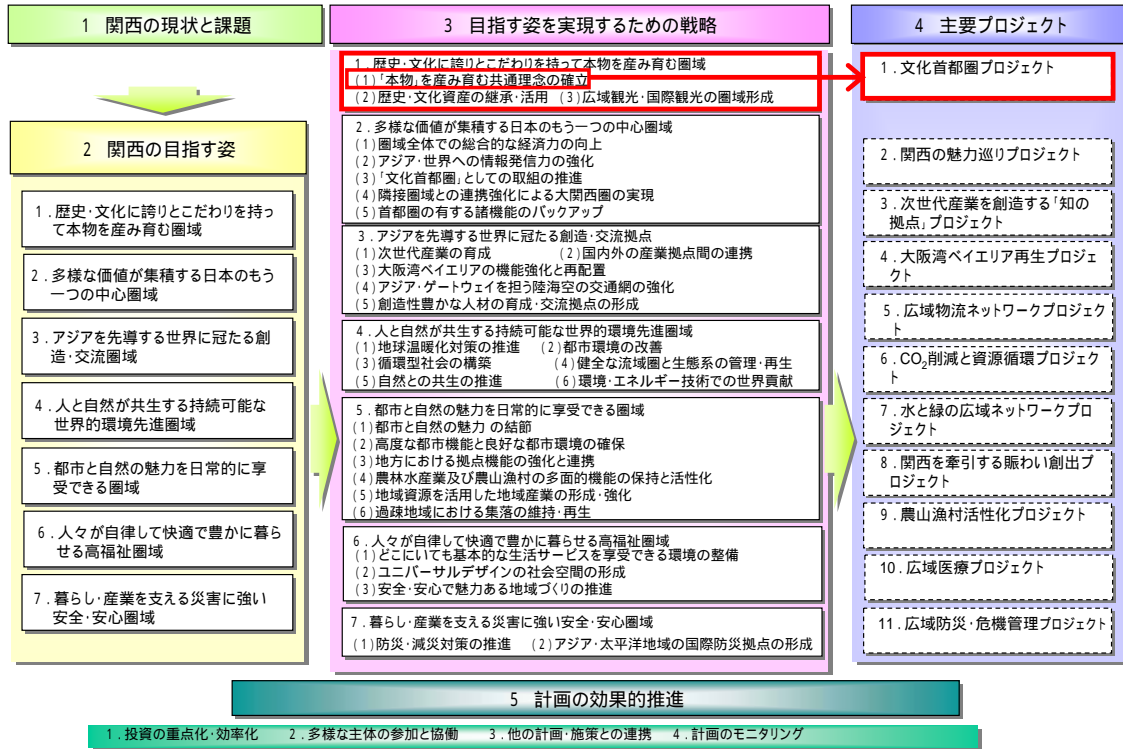 1 関西の現状と課題
2 関西の目指す姿
1．歴史・文化に誇りとこだわりを持っ
て本物を産み育む圏域
2．多様な価値が集積する日本のもう
一つの中心圏域
3．アジアを先導する世界に冠たる創
造・交流圏域
4．人と自然が共生する持続可能な
世界的環境先進圏域
5．都市と自然の魅力を日常的に享
受できる圏域
6．人々が自律して快適で豊かに暮ら
せる高福祉圏域
7．暮らし・産業を支える災害に強い
安全・安心圏域
3 目指す姿を実現するための戦略
1．歴史・文化に誇りとこだわりを持って本物を産み育む圏域
(1)「本物」を産み育む共通理念の確立
(2)歴史・文化資産の継承・活用 (3)広域観光・国際観光の圏域形成
2．多様な価値が集積する日本のもう一つの中心圏域
(1)圏域全体での総合的な経済力の向上
(2)アジア・世界への情報発信力の強化
(3)「文化首都圏」としての取組の推進
(4)隣接圏域との連携強化による大関西圏の実現
(5)首都圏の有する諸機能のバックアップ
3．アジアを先導する世界に冠たる創造・交流拠点
(1)次世代産業の育成 (2)国内外の産業拠点間の連携
(3)大阪湾ベイエリアの機能強化と再配置
(4)アジア・ゲートウェイを担う陸海空の交通網の強化
(5)創造性豊かな人材の育成・交流拠点の形成
4．人と自然が共生する持続可能な世界的環境先進圏域
(1)地球温暖化対策の推進 (2)都市環境の改善
(3)循環型社会の構築 (4)健全な流域圏と生態系の管理・再生
(5)自然との共生の推進 (6)環境・エネルギー技術での世界貢献
5．都市と自然の魅力を日常的に享受できる圏域
(1)都市と自然の魅力 の結節
(2)高度な都市機能と良好な都市環境の確保
(3)地方における拠点機能の強化と連携
(4)農林水産業及び農山漁村の多面的機能の保持と活性化
(5)地域資源を活用した地域産業の形成・強化
(6)過疎地域における集落の維持・再生
6．人々が自律して快適で豊かに暮らせる高福祉圏域
(1)どこにいても基本的な生活サービスを享受できる環境の整備
(2)ユニバーサルデザインの社会空間の形成
(3)安全・安心で魅力ある地域づくりの推進
7．暮らし・産業を支える災害に強い安全・安心圏域
(1)防災・減災対策の推進 (2)アジア・太平洋地域の国際防災拠点の形成
4 主要プロジェクト
1．文化首都圏プロジェクト
2．関西の魅力巡りプロジェクト
3．次世代産業を創造する「知の
拠点」プロジェクト
4．大阪湾ベイエリア再生プロジェ
クト
5．広域物流ネットワークプロジェク
ト
6．CO₂削減と資源循環プロジェク
ト
7．水と緑の広域ネットワークプロ
ジェクト
8．関西を牽引する賑わい創出プ
ロジェクト
9．農山漁村活性化プロジェクト
10．広域医療プロジェクト
11．広域防災・危機管理プロジェクト
5 計画の効果的推進
1．投資の重点化・効率化 2．多様な主体の参加と協働 3．他の計画・施策との連携 4．計画のモニタリング